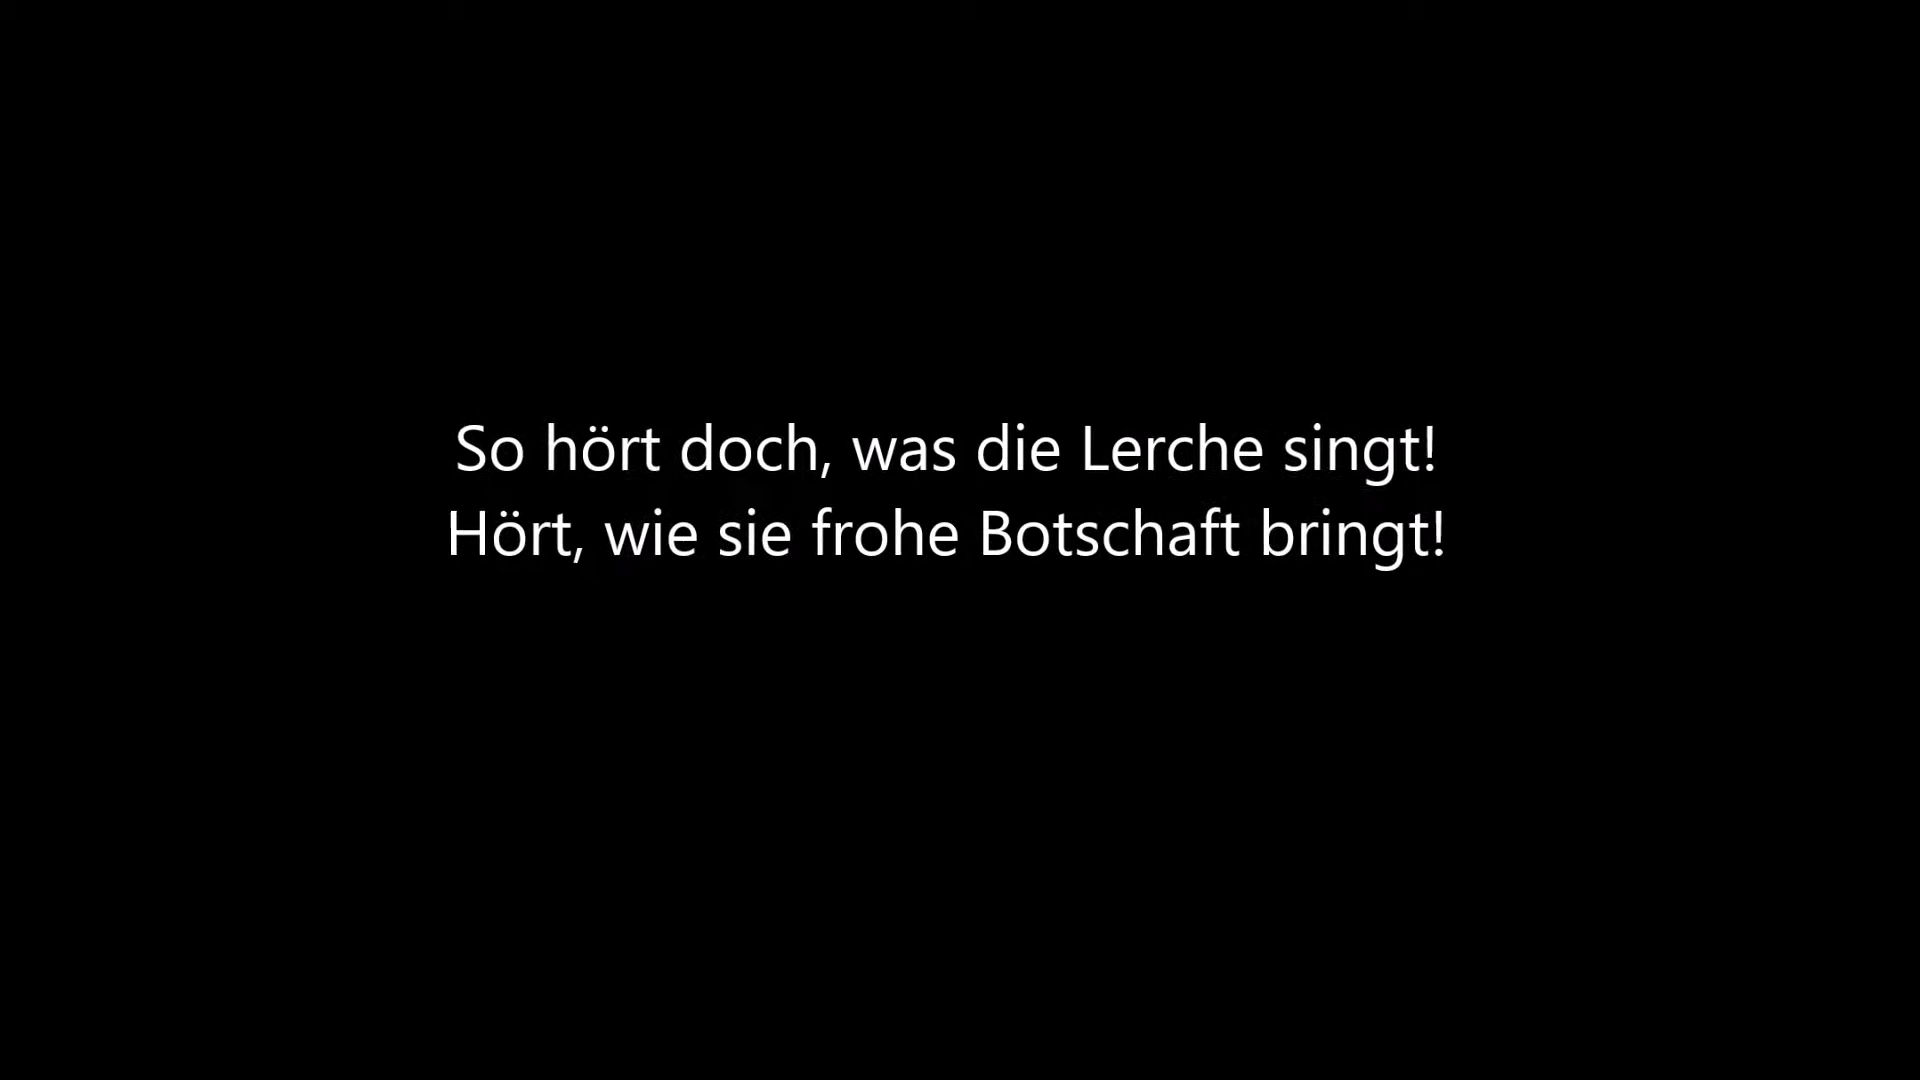 So hört doch, was die Lerche singt!
Hört, wie sie frohe Botschaft bringt!